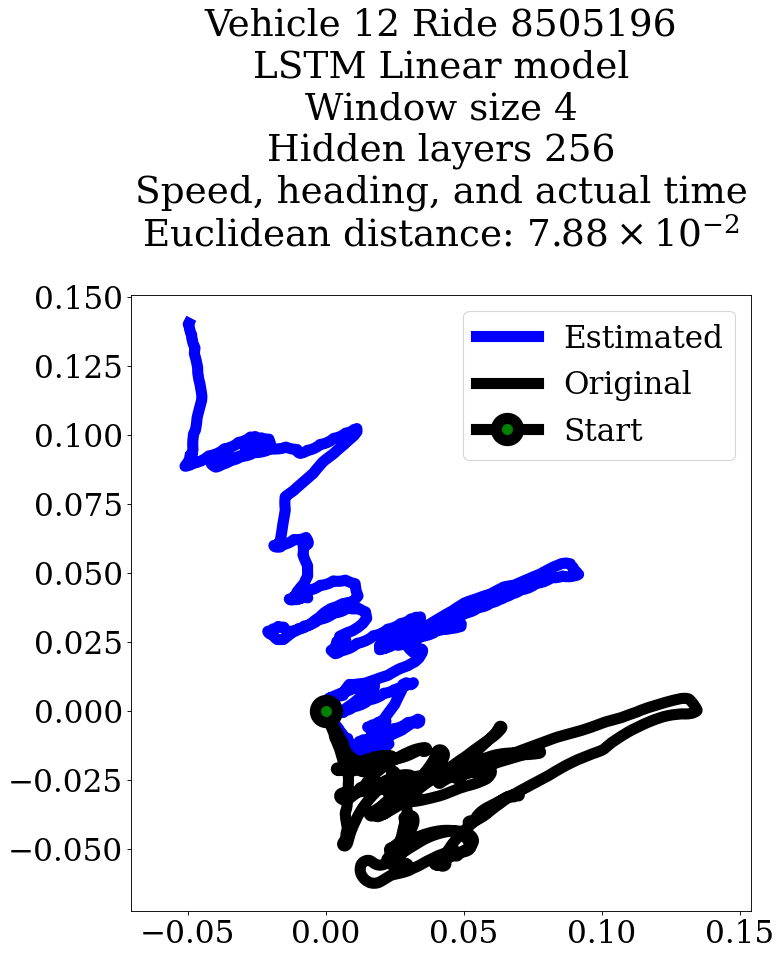 Vehicle 12 Ride 8505196
LSTM Linear model
Window size 4
Hidden layers 256
Speed, heading, and actual time
Euclidean distance: 7.88 × 10⁻²
0.150
0.125
0.100
0.075
0.050
0.025
0.000
−0.025
−0.050
Estimated
Original
Start
−0.05
0.00
0.05
0.10
0.15